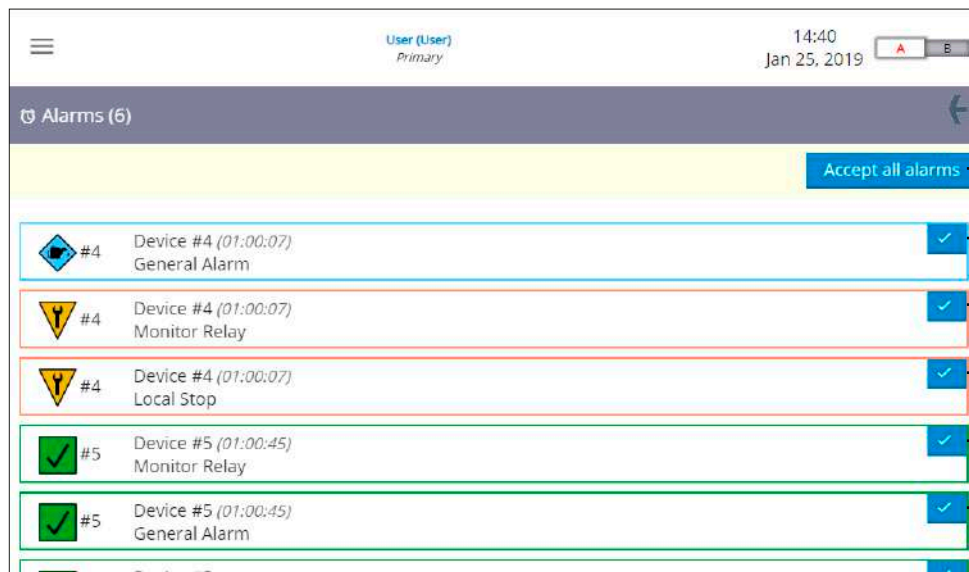 User (User)
Primary
14:40
Jan 25, 2019
A B
Alarms (6)
Accept all alarms
#4 Device #4 (01:00:07)
General Alarm
#4 Device #4 (01:00:07)
Monitor Relay
#4 Device #4 (01:00:07)
Local Stop
#5 Device #5 (01:00:45)
Monitor Relay
#5 Device #5 (01:00:45)
General Alarm